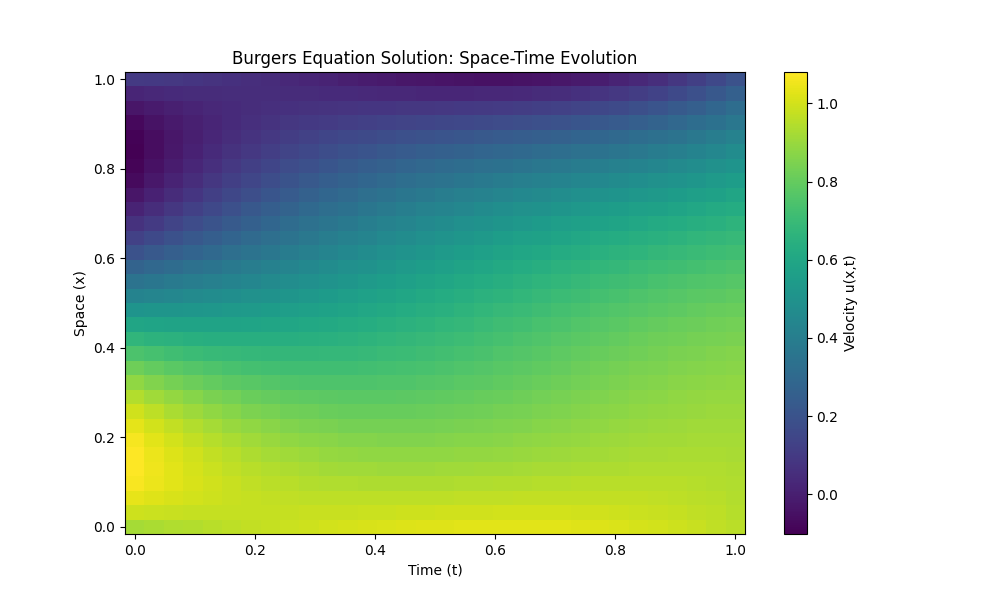 Burgers Equation Solution: Space-Time Evolution
Space (x)
1.0
0.8
0.6
0.4
0.2
0.0
0.0 0.2 0.4 0.6 0.8 1.0
Time (t)
1.0
0.8
0.6
0.4
0.2
0.0
Velocity u(x,t)